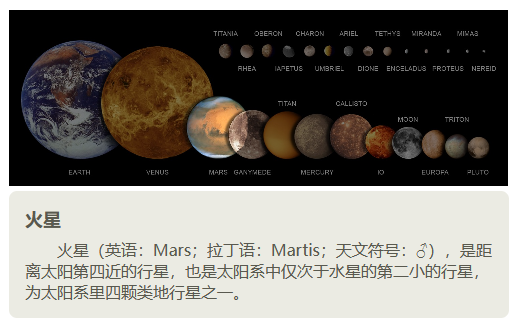 TITANIA OBERON CHARON ARIEL TETHYS MIRANDA MIMAS
RHEA IAPETUS UMBRIEL DIONE ENCELADUS PROTEUS NEREID
TITAN CALLISTO
MOON TRITON
EARTH VENUS MARS GANYMEDE MERCURY IO EUROPA PLUTO
火星
火星（英语：Mars；拉丁语：Martis；天文符号：♂），是距
离太阳第四近的行星，也是太阳系中仅次于水星的第二小的行星，
为太阳系里四颗类地行星之一。